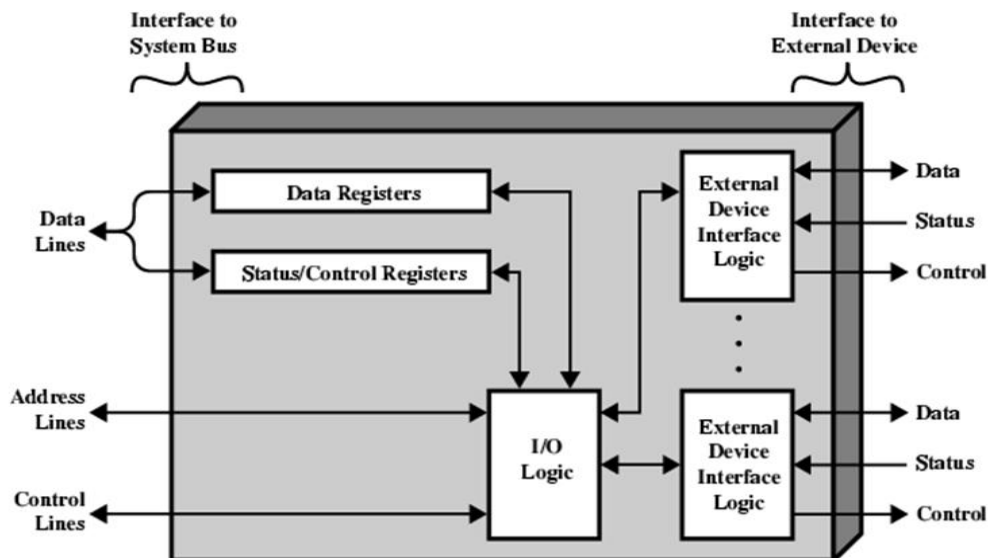 Interface to
System Bus
Interface to
External Device
Data Registers
Data
Lines
Status/Control Registers
External
Device
Interface
Logic
Data
Status
Control
Address
Lines
I/O
Logic
External
Device
Interface
Logic
Data
Status
Control
Control
Lines